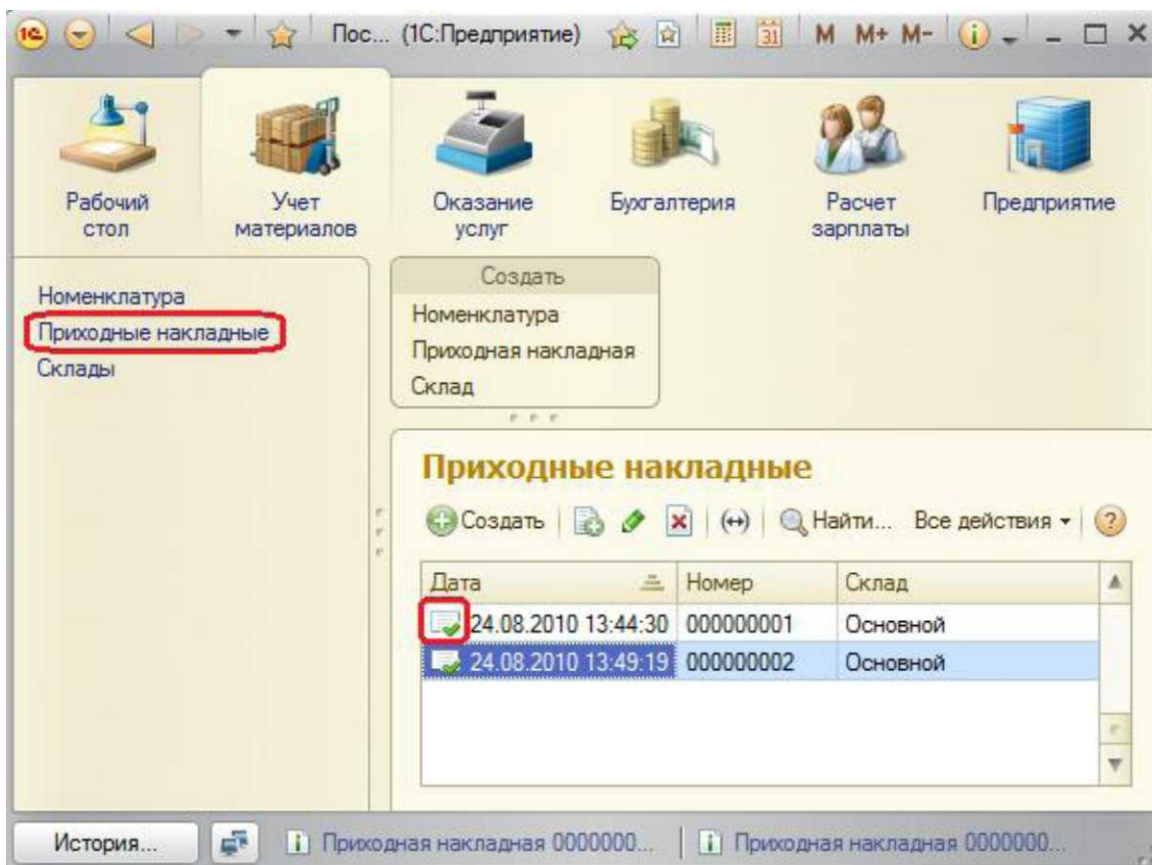 1С Пос... (1С:Предприятие) 31 M M+ M-
Рабочий стол
Учет материалов
Оказание услуг
Бухгалтерия
Расчет зарплаты
Предприятие
Номенклатура
Приходные накладные
Склады
Создать
Номенклатура
Приходная накладная
Склад
Приходные накладные
Создать Найти... Все действия ?
Дата Номер Склад
24.08.2010 13:44:30 000000001 Основной
24.08.2010 13:49:19 000000002 Основной
История... Приходная накладная 0000000... Приходная накладная 0000000...